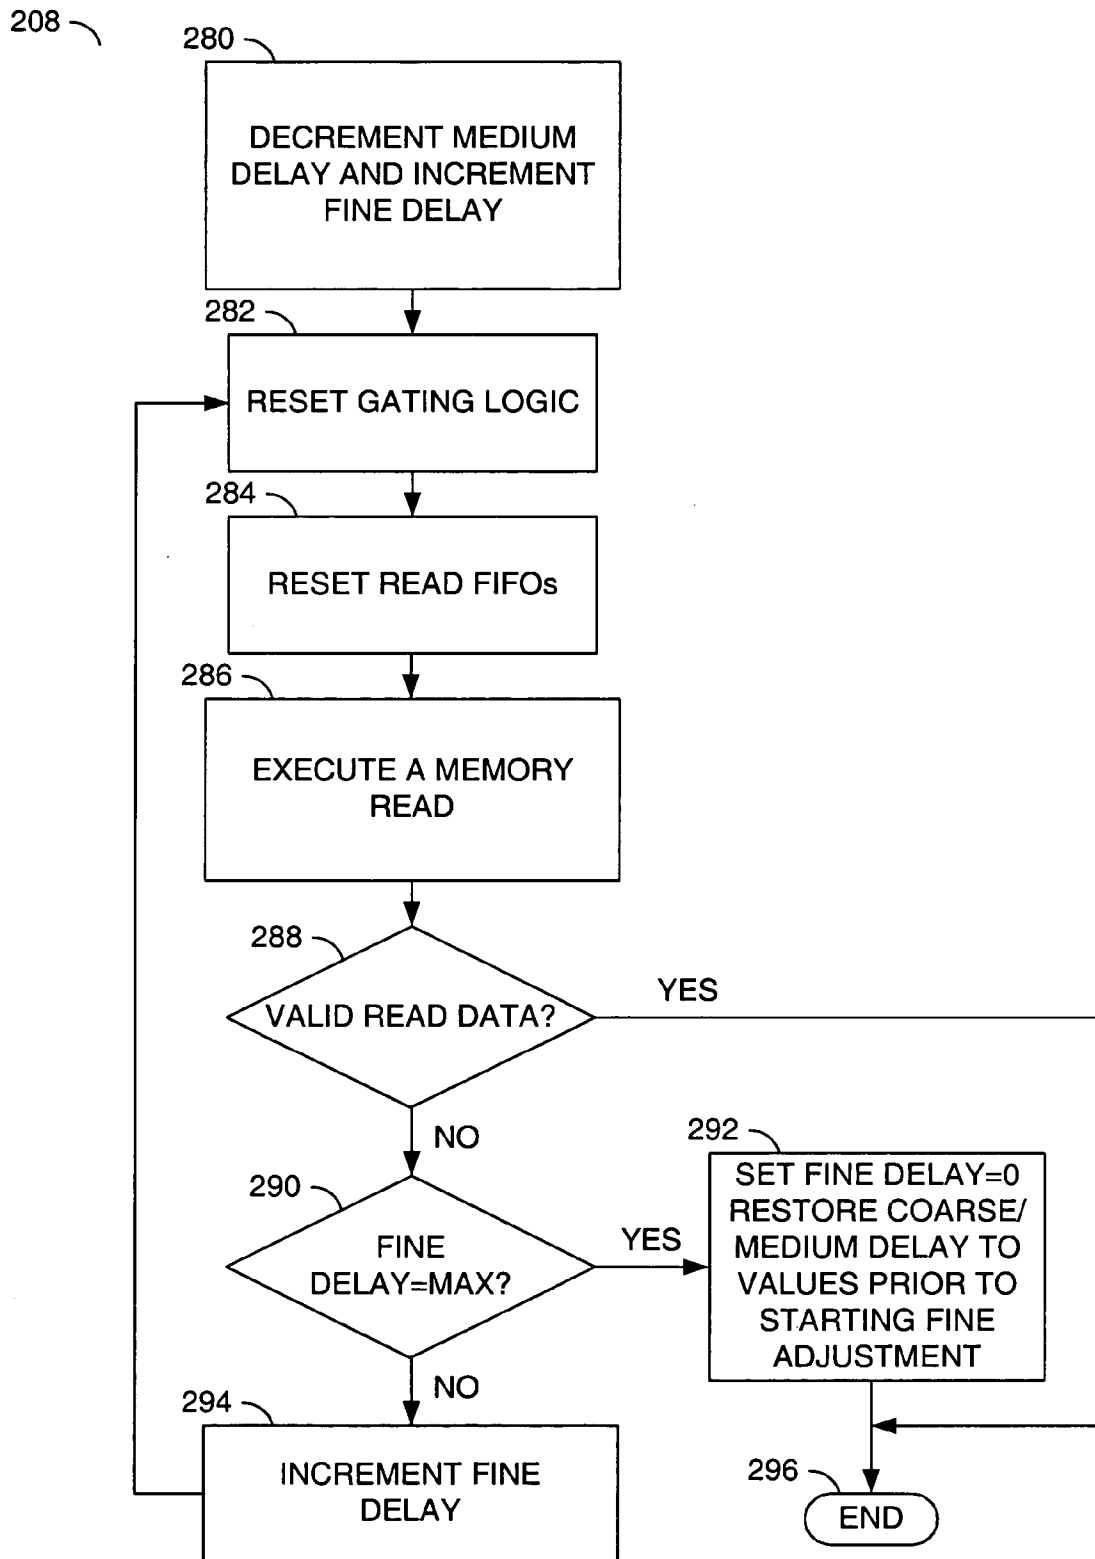 208
280
DECREMENT MEDIUM
DELAY AND INCREMENT
FINE DELAY
282
RESET GATING LOGIC
284
RESET READ FIFOs
286
EXECUTE A MEMORY
READ
288
VALID READ DATA?
YES
NO
290
FINE
DELAY=MAX?
YES
NO
292
SET FINE DELAY=0
RESTORE COARSE/
MEDIUM DELAY TO
VALUES PRIOR TO
STARTING FINE
ADJUSTMENT
294
INCREMENT FINE
DELAY
296
END